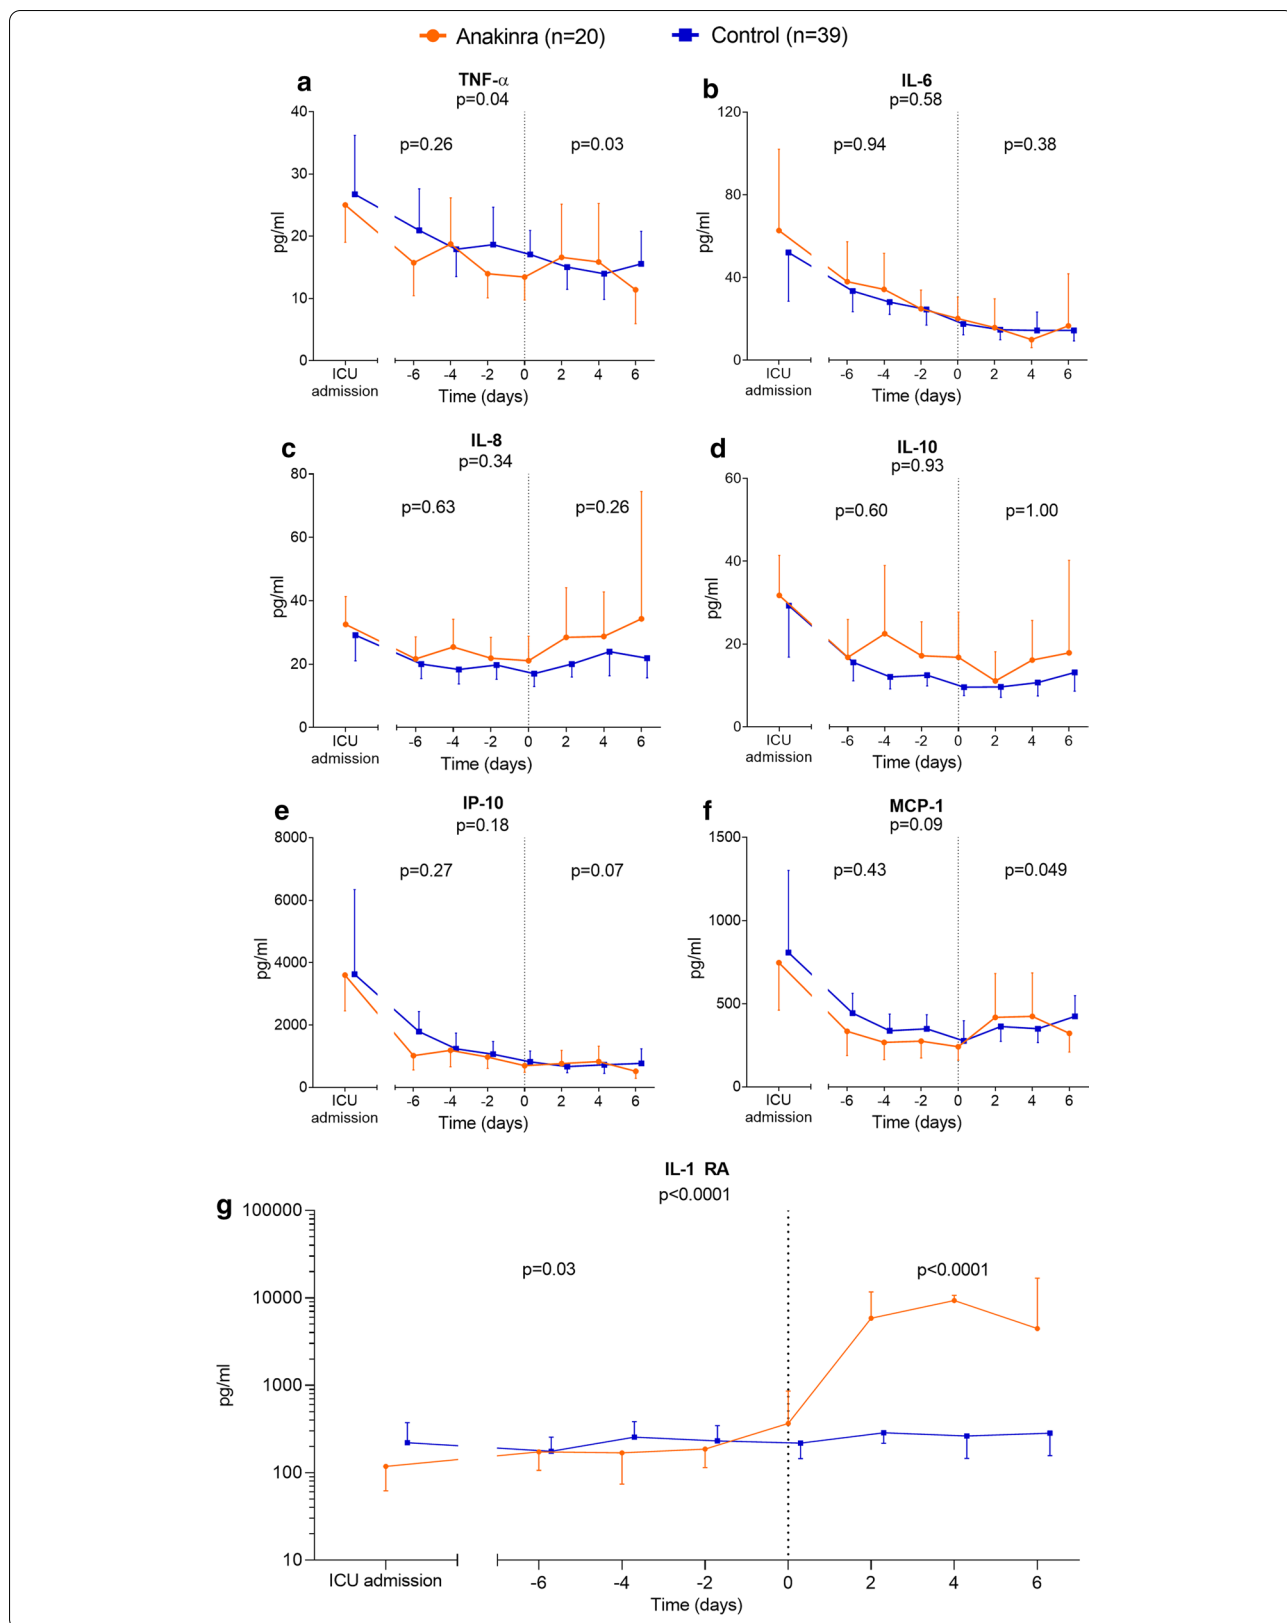 Anakinra (n=20) Control (n=39)
a TNF-α
p=0.04
40
30
20
10
0
pg/ml
p=0.26 p=0.03
ICU admission -6 -4 -2 0 2 4 6
Time (days)
b IL-6
p=0.58
120
80
40
0
pg/ml
p=0.94 p=0.38
ICU admission -6 -4 -2 0 2 4 6
Time (days)
c IL-8
p=0.34
80
60
40
20
0
pg/ml
p=0.63 p=0.26
ICU admission -6 -4 -2 0 2 4 6
Time (days)
d IL-10
p=0.93
60
40
20
0
pg/ml
p=0.60 p=1.00
ICU admission -6 -4 -2 0 2 4 6
Time (days)
e IP-10
p=0.18
8000
6000
4000
2000
0
pg/ml
p=0.27 p=0.07
ICU admission -6 -4 -2 0 2 4 6
Time (days)
f MCP-1
p=0.09
1500
1000
500
0
pg/ml
p=0.43 p=0.049
ICU admission -6 -4 -2 0 2 4 6
Time (days)
g IL-1 RA
p<0.0001
100000
10000
1000
100
10
pg/ml
p=0.03 p<0.0001
ICU admission -6 -4 -2 0 2 4 6
Time (days)